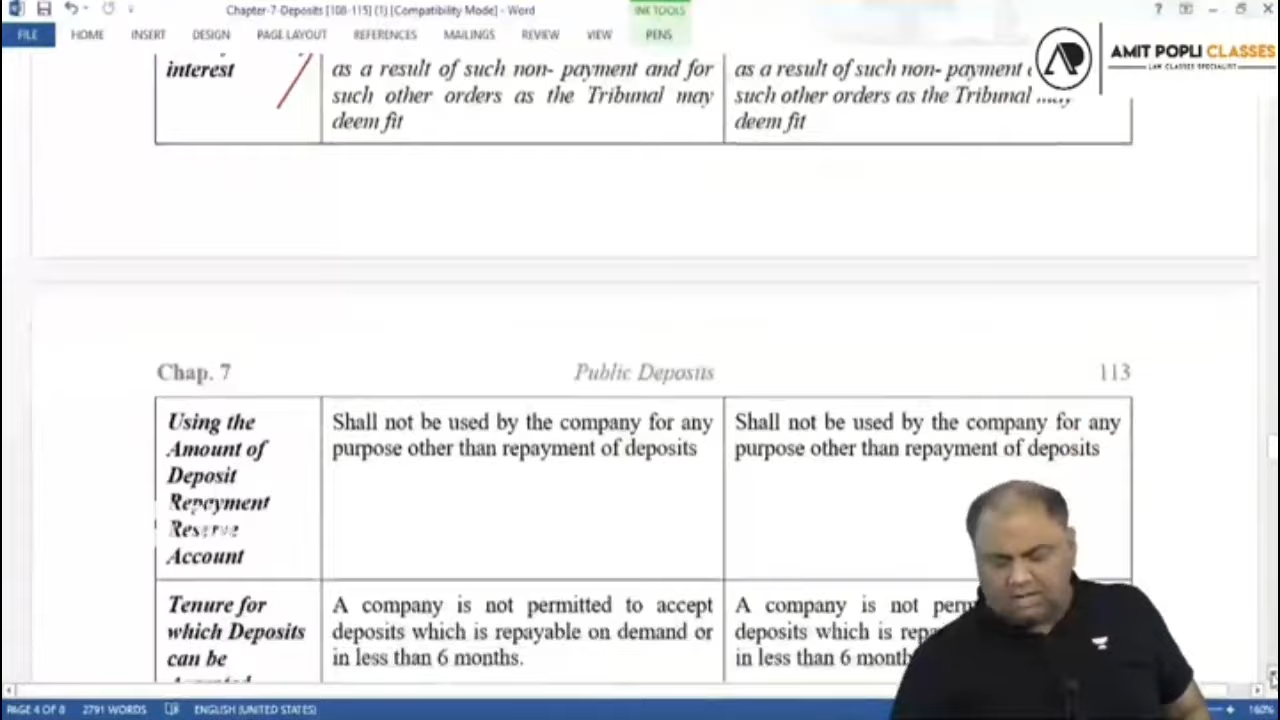 Chapter-7-Deposits [108-115] (1) [Compatibility Mode] - Word
INK TOOLS
FILE HOME INSERT DESIGN PAGE LAYOUT REFERENCES MAILINGS REVIEW VIEW PENS
AMIT POPLI CLASSES
LAW CLASSES SPECIALIST
interest
as a result of such non- payment and for
such other orders as the Tribunal may
deem fit
as a result of such non- payment
such other orders as the Tribunal may
deem fit
Chap. 7
Public Deposits
113
Using the
Amount of
Deposit
Repayment
Reserve
Account
Shall not be used by the company for any
purpose other than repayment of deposits
Shall not be used by the company for any
purpose other than repayment of deposits
Tenure for
which Deposits
can be
A company is not permitted to accept
deposits which is repayable on demand or
in less than 6 months.
A company is not
deposits which is
in less than 6
PAGE 4 OF 8 2791 WORDS ENGLISH (UNITED STATES)
160%